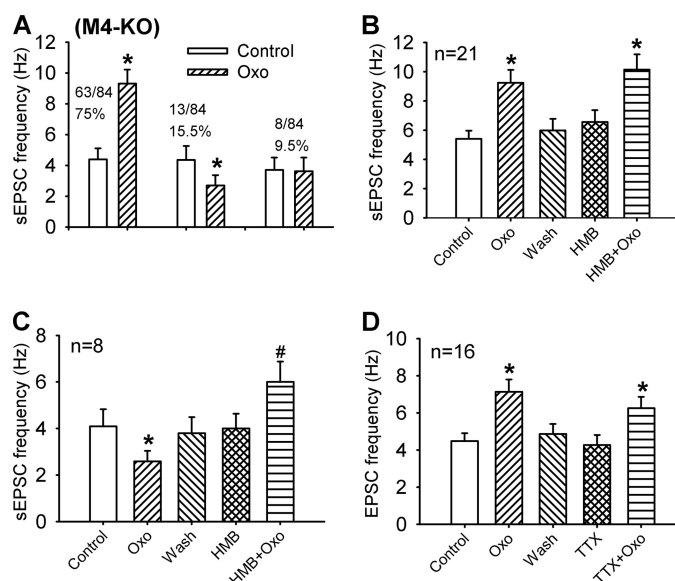 A (M4-KO)
sEPSC frequency (Hz)
12
10
8
6
4
2
0
63/84
75%
*
13/84
15.5%
*
8/84
9.5%
Control
Oxo
B
sEPSC frequency (Hz)
12
10
8
6
4
2
0
n=21
*
*
Control
Oxo
Wash
HMB
HMB+Oxo
C
sEPSC frequency (Hz)
8
6
4
2
0
n=8
*
#
Control
Oxo
Wash
HMB
HMB+Oxo
D
EPSC frequency (Hz)
10
8
6
4
2
0
n=16
*
*
Control
Oxo
Wash
TTX
TTX+Oxo